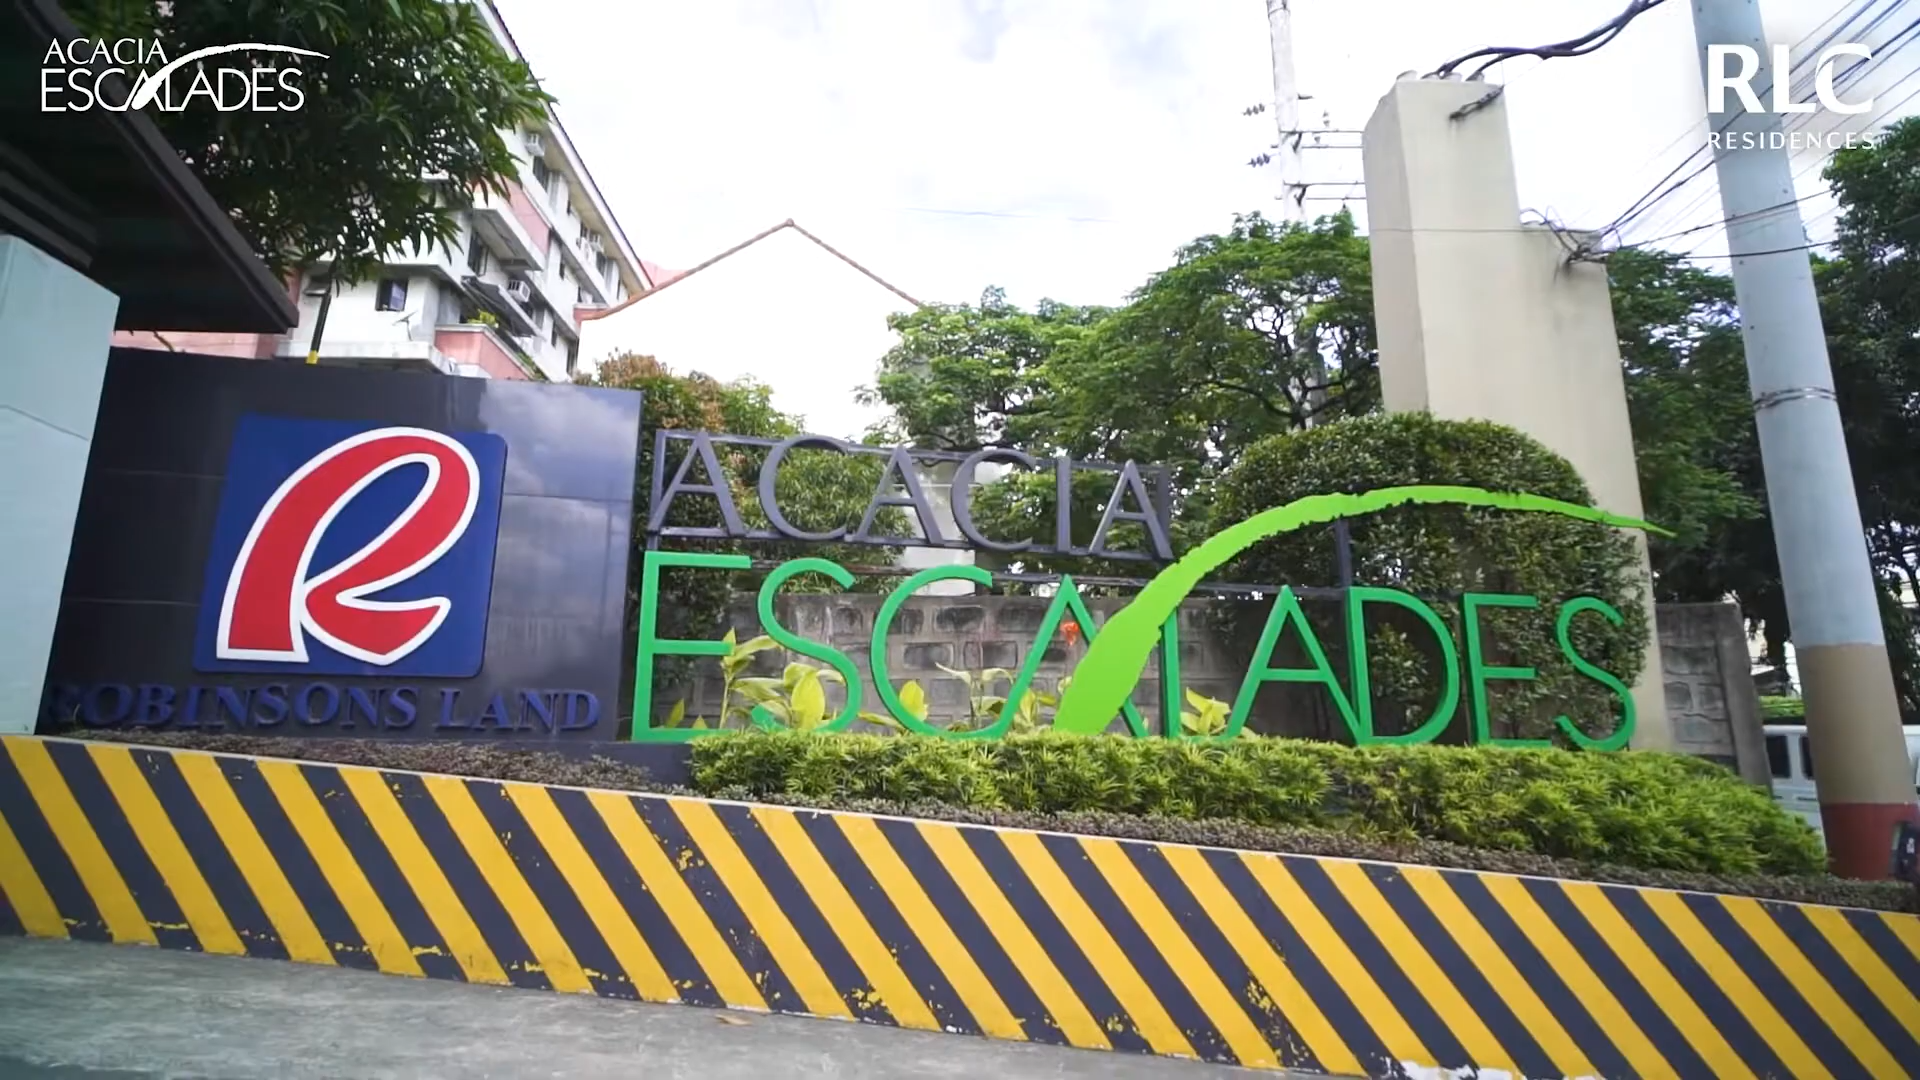 ACACIA
ESCALADES
RLC
RESIDENCES
ACACIA
ESCALADES
R
ROBINSONS LAND